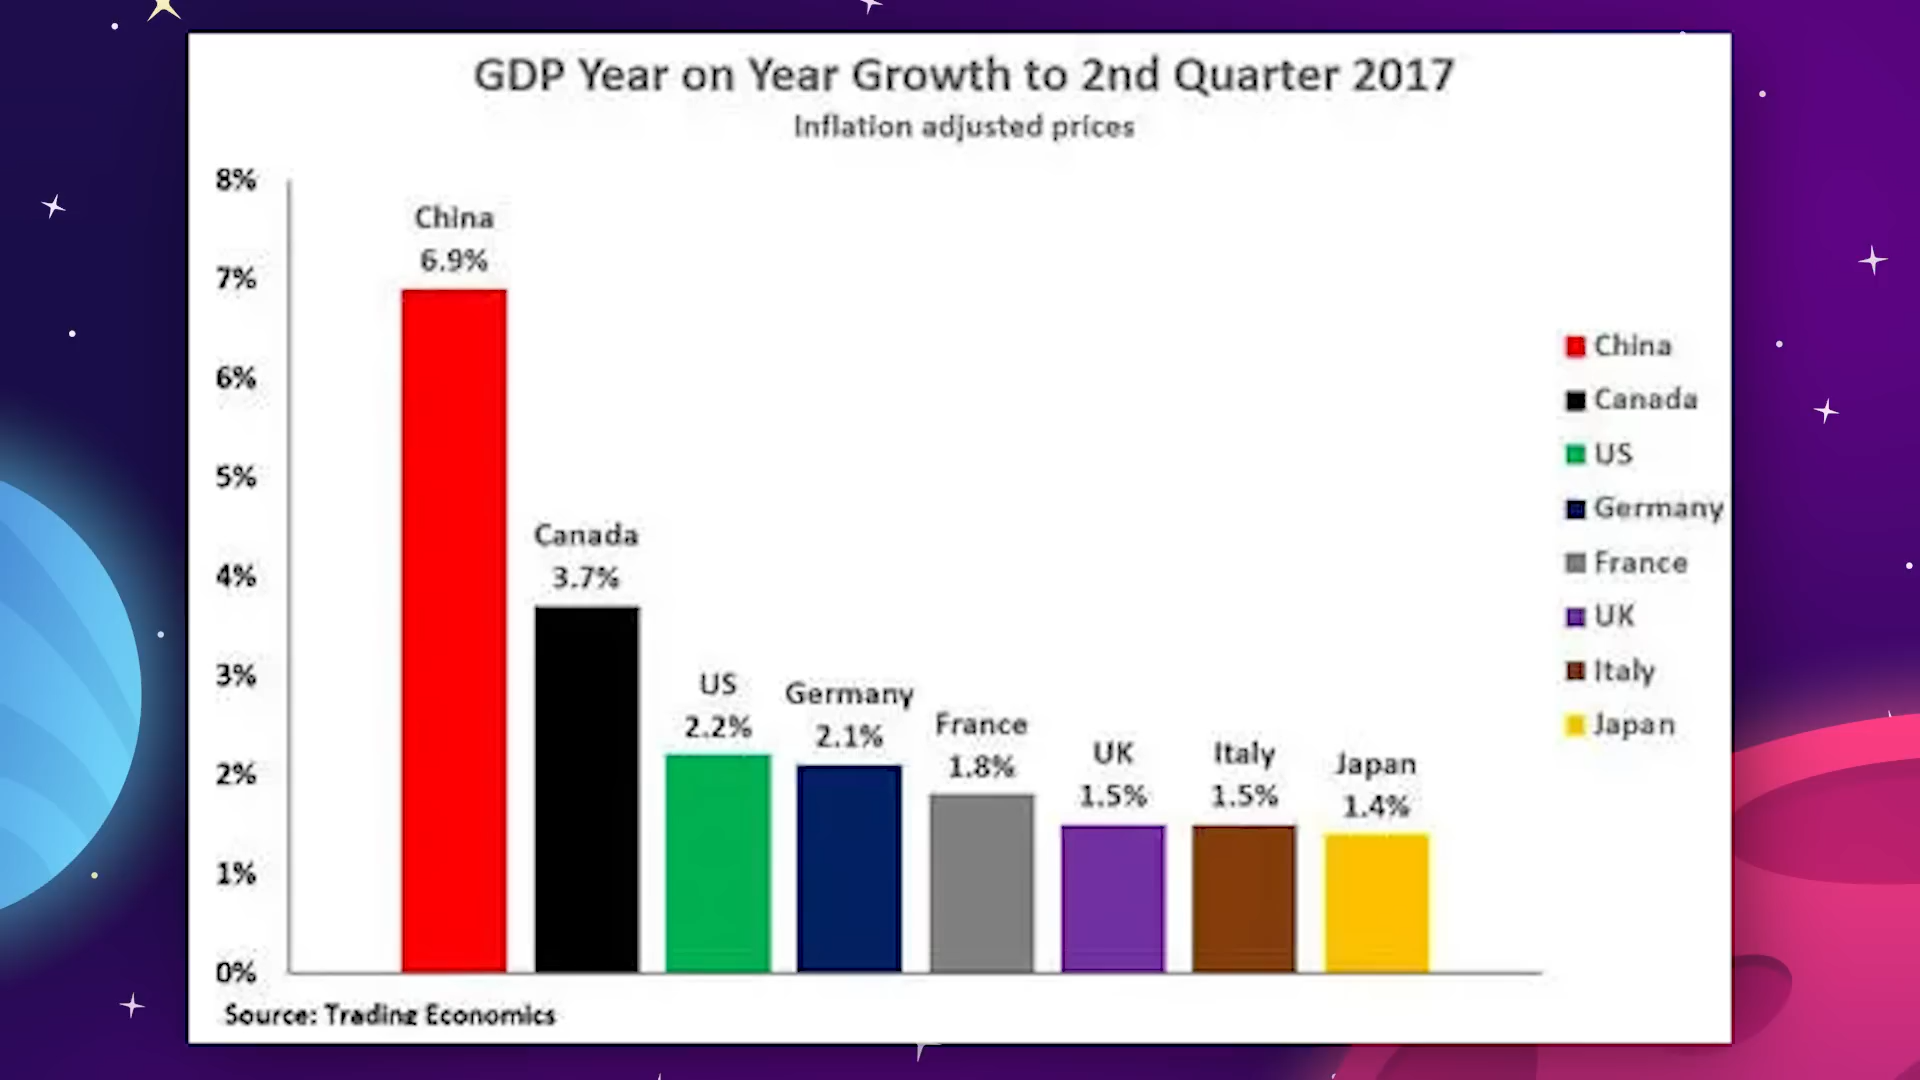 GDP Year on Year Growth to 2nd Quarter 2017
Inflation adjusted prices
8%
7%
6%
5%
4%
3%
2%
1%
0%
China
6.9%
Canada
3.7%
US
2.2%
Germany
2.1%
France
1.8%
UK
1.5%
Italy
1.5%
Japan
1.4%
China
Canada
US
Germany
France
UK
Italy
Japan
Source: Trading Economics